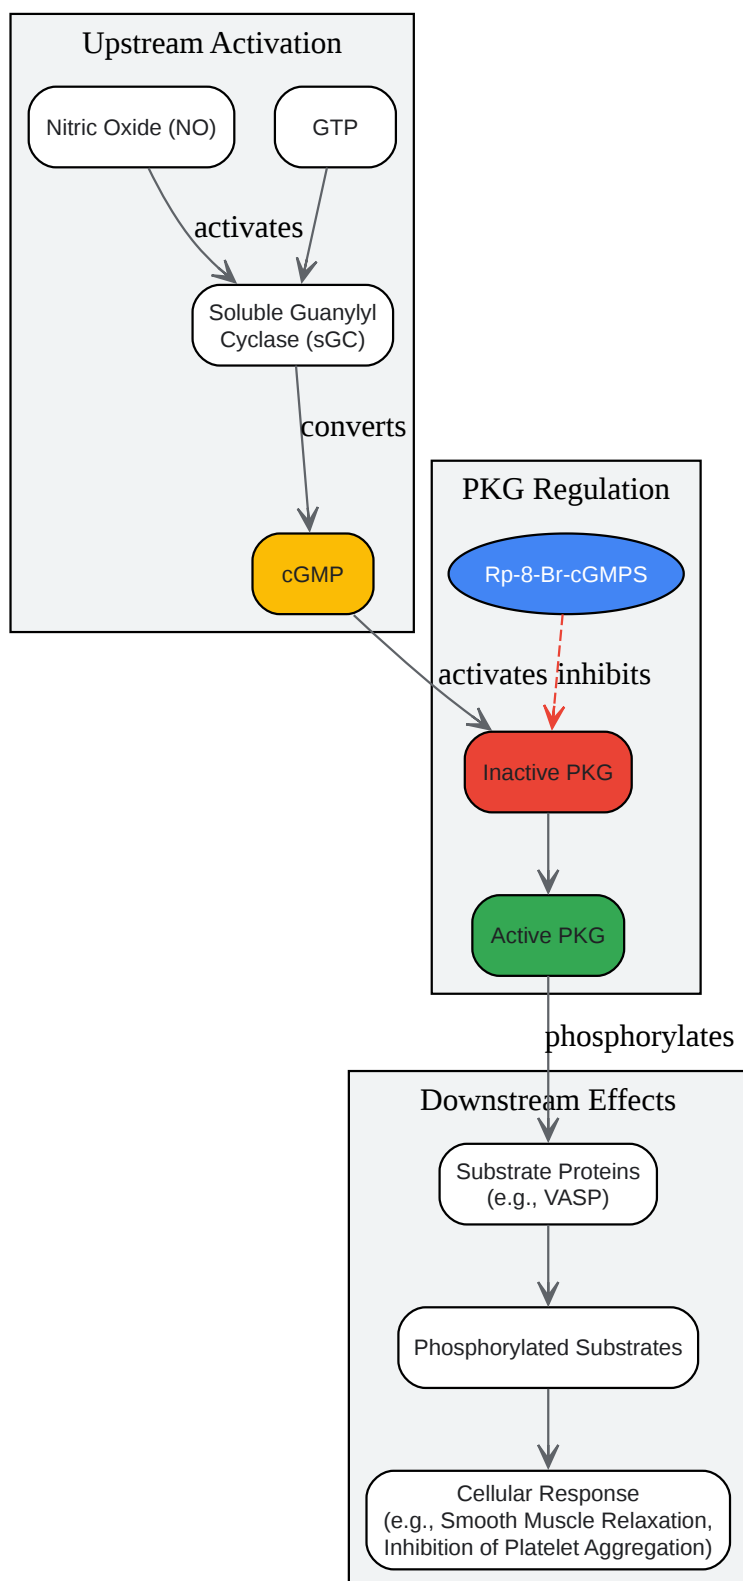 Upstream Activation
Nitric Oxide (NO)
GTP
activates
Soluble Guanylyl
Cyclase (sGC)
converts
PKG Regulation
cGMP
Rp-8-Br-cGMPS
activates
inhibits
Inactive PKG
Active PKG
phosphorylates
Downstream Effects
Substrate Proteins
(e.g., VASP)
Phosphorylated Substrates
Cellular Response
(e.g., Smooth Muscle Relaxation,
Inhibition of Platelet Aggregation)